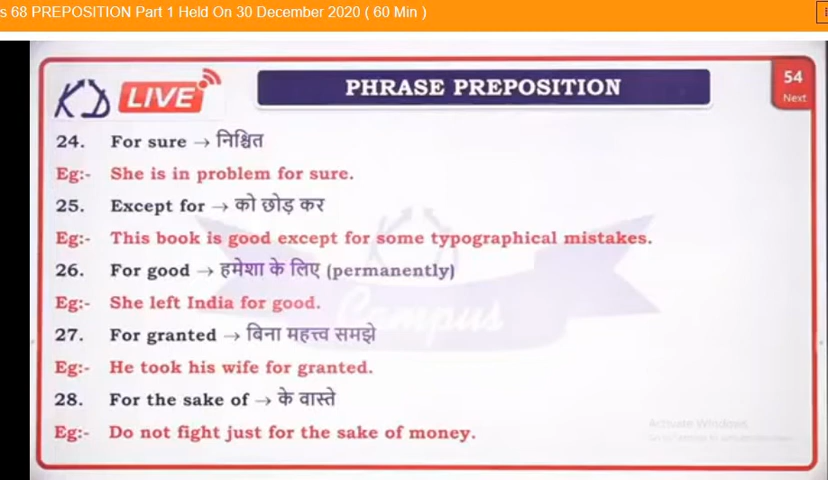 s 68 PREPOSITION Part 1 Held On 30 December 2020 ( 60 Min )
KD LIVE
PHRASE PREPOSITION
54
Next
24. For sure → निश्चित
Eg:- She is in problem for sure.
25. Except for → को छोड़ कर
Eg:- This book is good except for some typographical mistakes.
26. For good → हमेशा के लिए (permanently)
Eg:- She left India for good.
27. For granted → बिना महत्त्व समझे
Eg:- He took his wife for granted.
28. For the sake of → के वास्ते
Eg:- Do not fight just for the sake of money.
Campus
Activate Windows